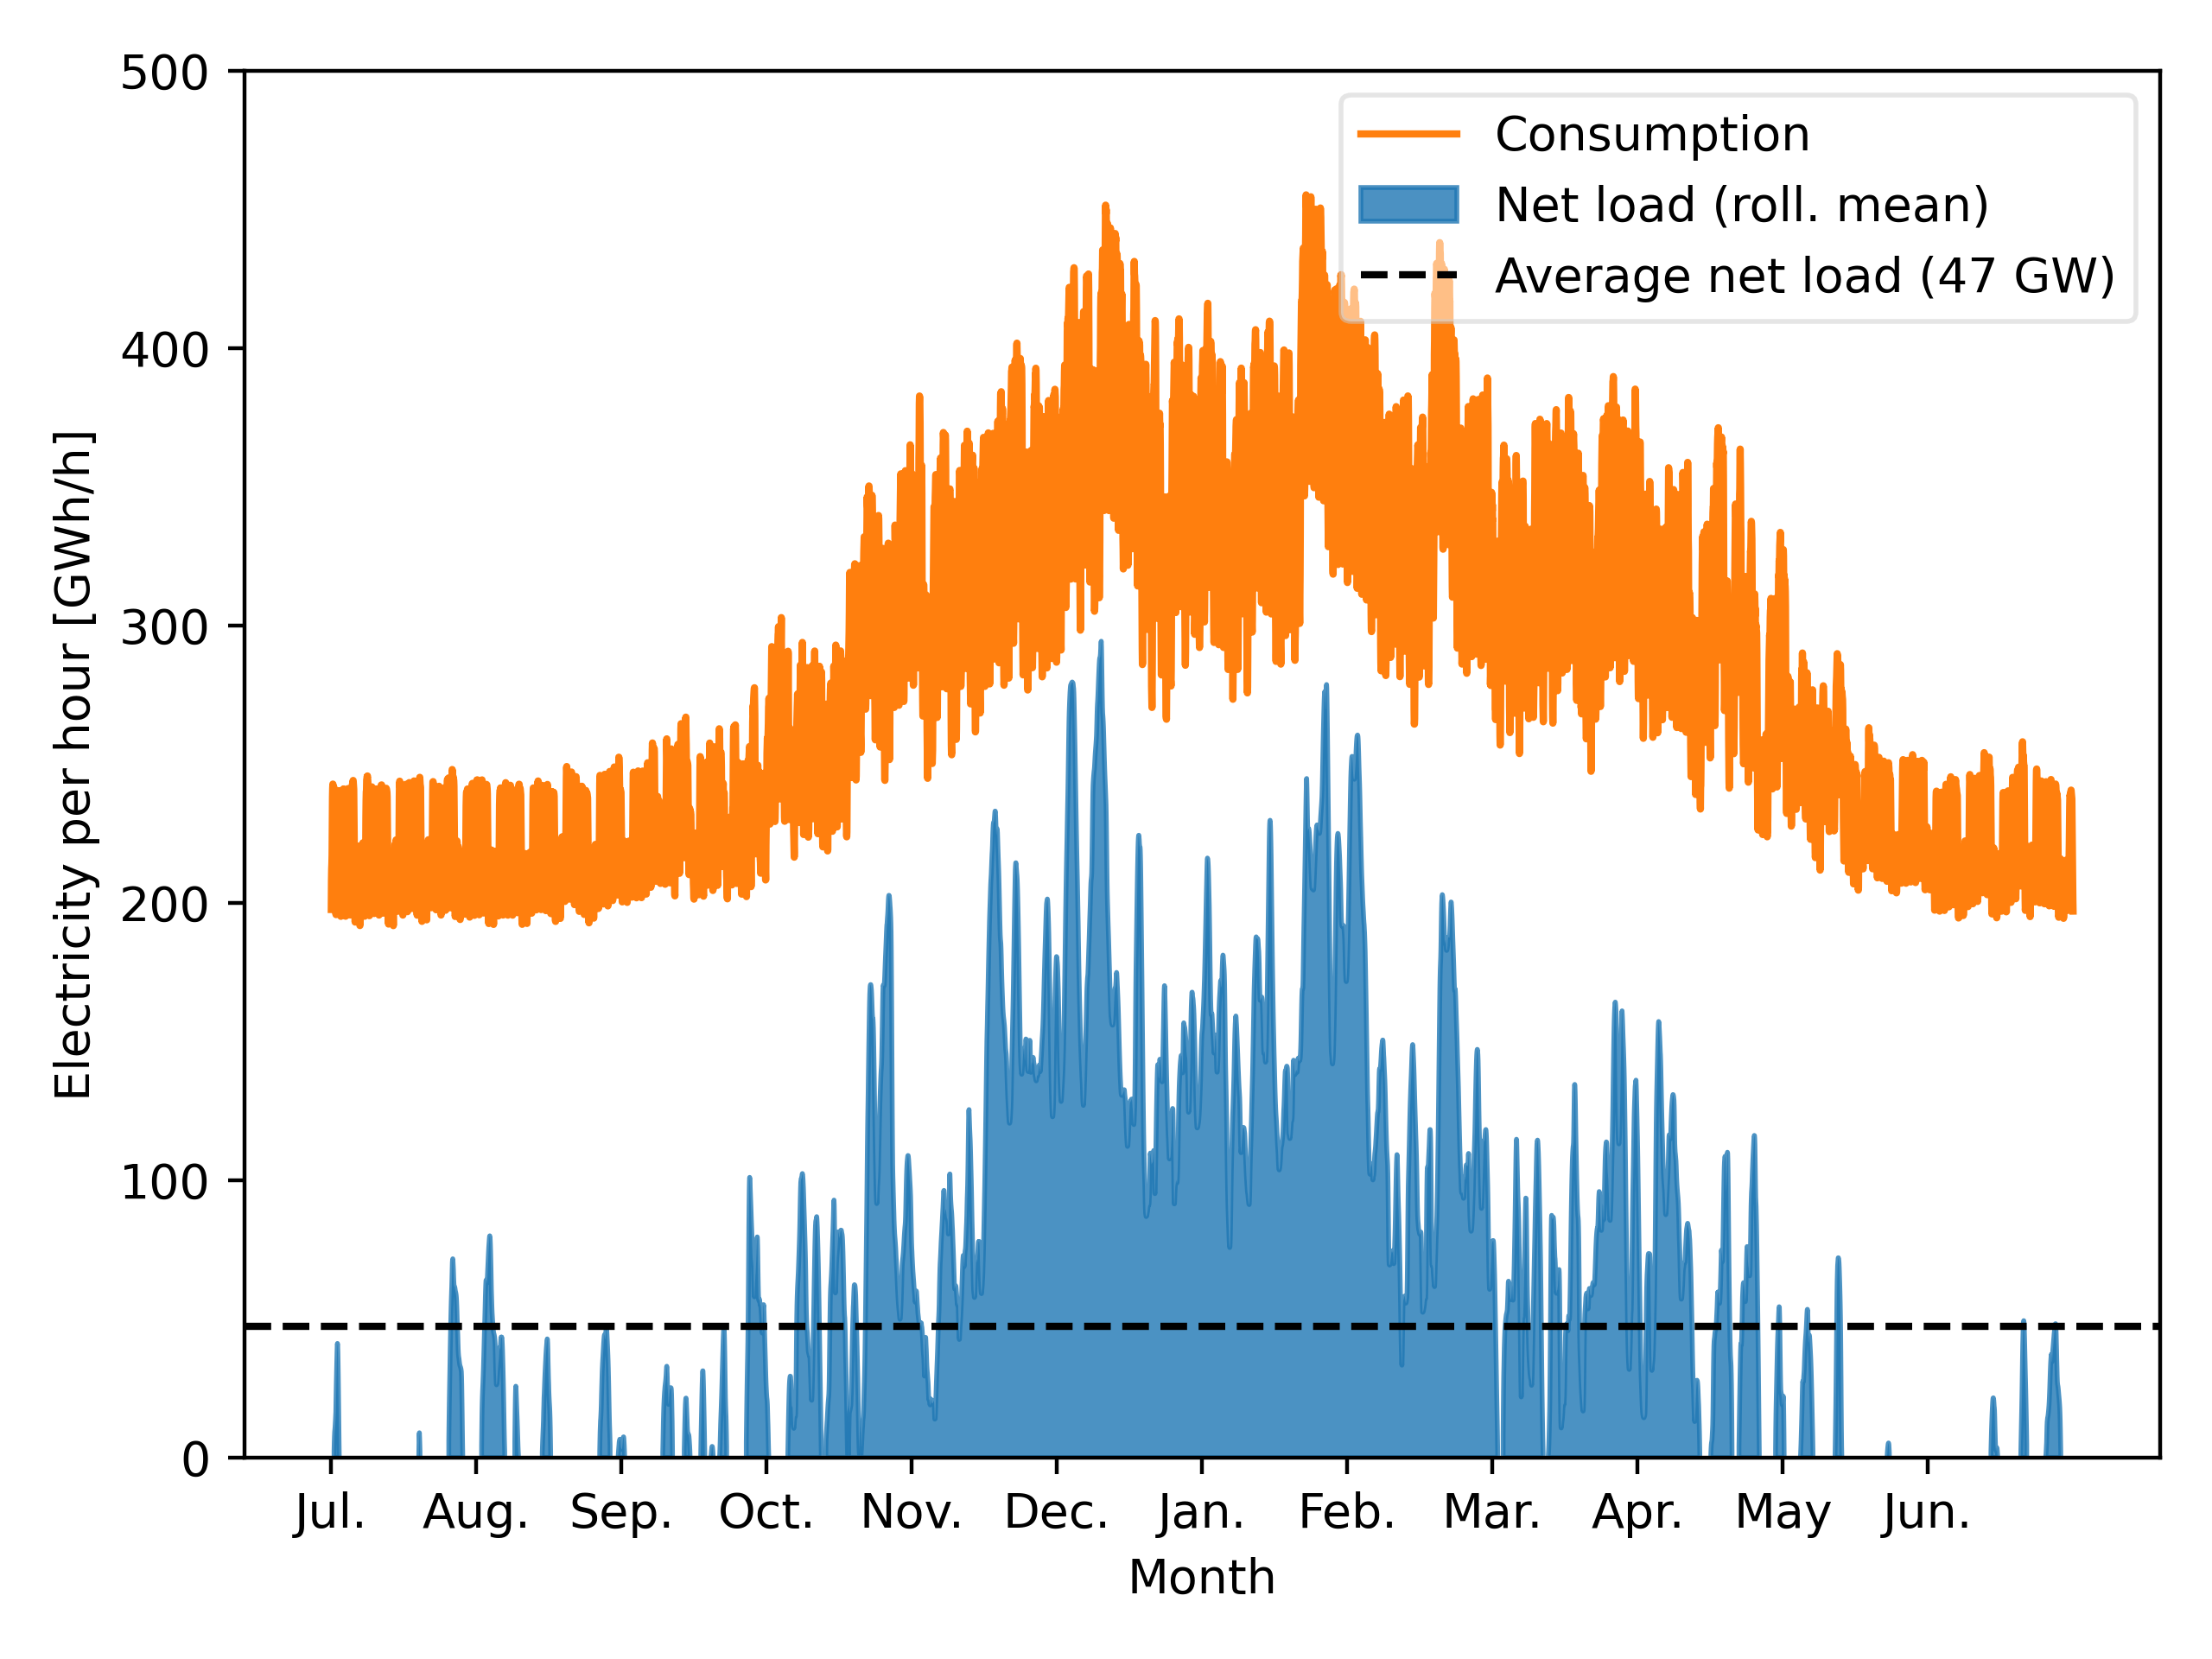 500
400
300
200
100
0
Electricity per hour [GWh/h]
Consumption
Net load (roll. mean)
Average net load (47 GW)
Jul. Aug. Sep. Oct. Nov. Dec. Jan. Feb. Mar. Apr. May Jun.
Month